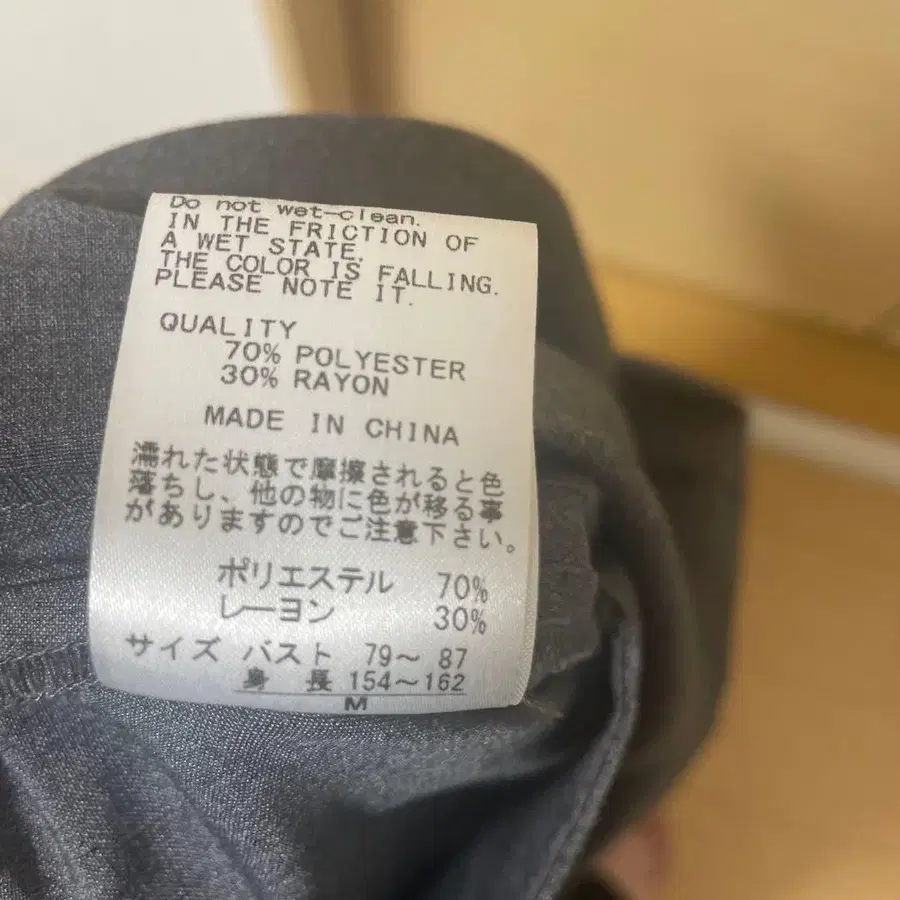 Do not wet-clean.
IN THE FRICTION OF
A WET STATE.
THE COLOR IS FALLING.
PLEASE NOTE IT.
QUALITY
70% POLYESTER
30% RAYON
MADE IN CHINA
濡れた状態で摩擦されると色
落ちし、他の物に色が移る事
がありますのでご注意下さい。
ポリエステル 70%
レーヨン 30%
サイズ バスト 79～ 87
身 長 154～162
M